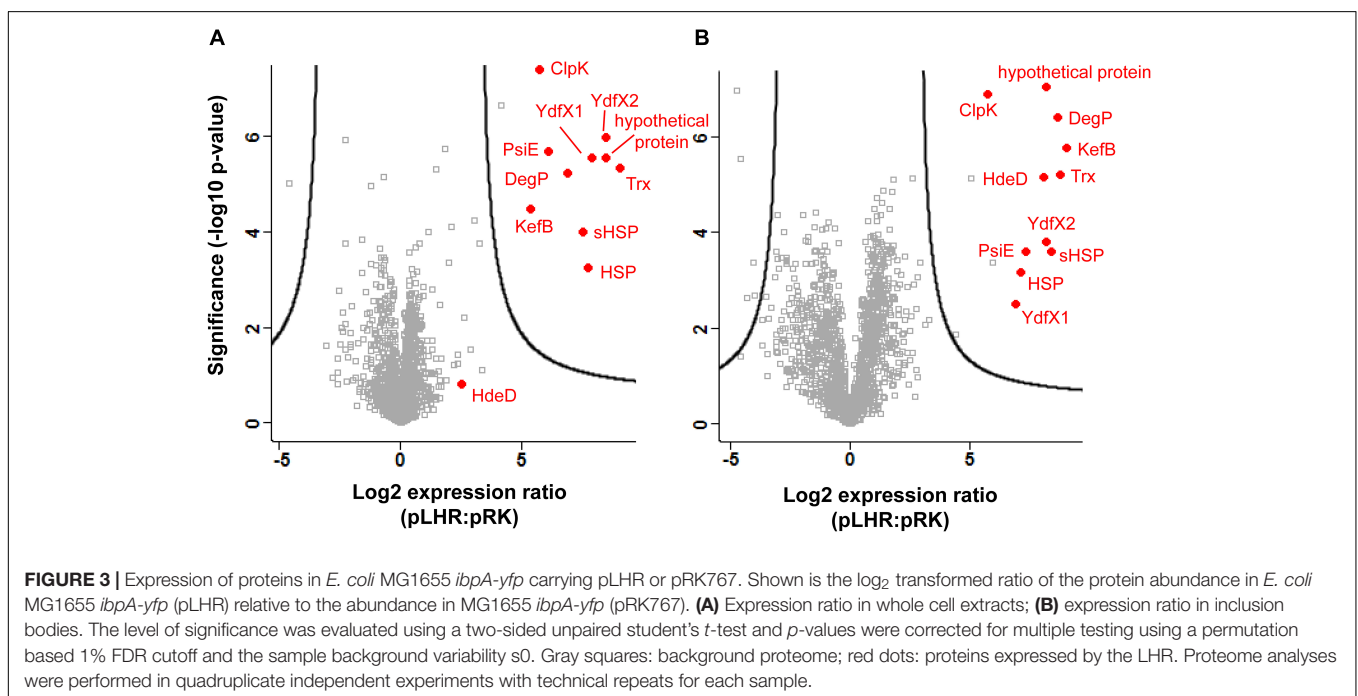 A
B
ClpK
YdfX2
YdfX1
hypothetical
protein
PsiE
DegP
Trx
KefB
sHSP
HSP
HdeD
Significance (-log10 p-value)
6
4
2
0
-5
0
5
Log2 expression ratio
(pLHR:pRK)
hypothetical protein
ClpK
DegP
KefB
HdeD
Trx
YdfX2
PsiE
sHSP
HSP
YdfX1
6
4
2
0
-5
0
5
Log2 expression ratio
(pLHR:pRK)
FIGURE 3 | Expression of proteins in E. coli MG1655 ibpA-yfp carrying pLHR or pRK767. Shown is the log2 transformed ratio of the protein abundance in E. coli
MG1655 ibpA-yfp (pLHR) relative to the abundance in MG1655 ibpA-yfp (pRK767). (A) Expression ratio in whole cell extracts; (B) expression ratio in inclusion
bodies. The level of significance was evaluated using a two-sided unpaired student's t-test and p-values were corrected for multiple testing using a permutation
based 1% FDR cutoff and the sample background variability s0. Gray squares: background proteome; red dots: proteins expressed by the LHR. Proteome analyses
were performed in quadruplicate independent experiments with technical repeats for each sample.